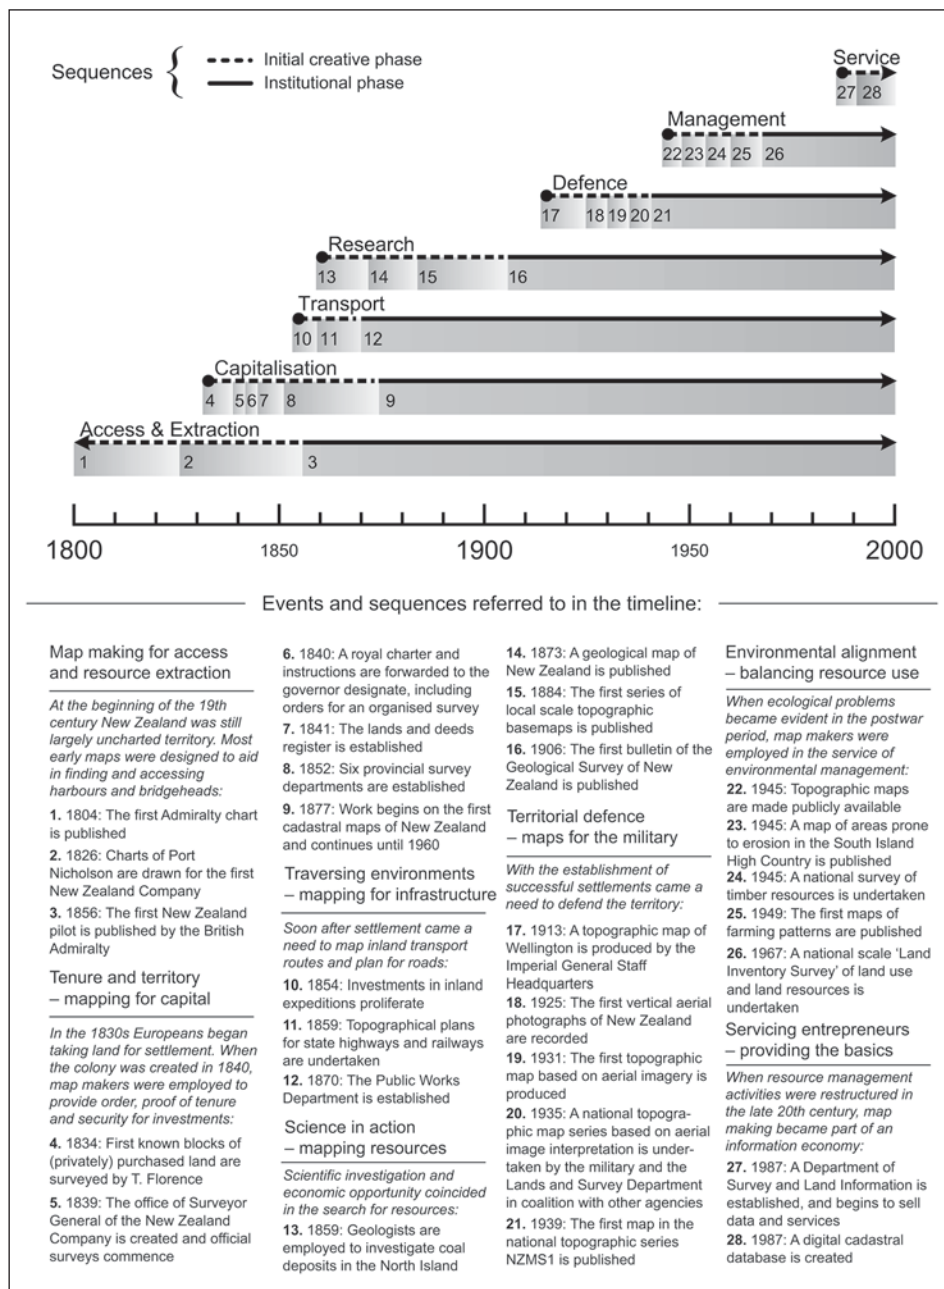 Sequences
Initial creative phase
Institutional phase
Service
27 28
Management
22 23 24 25 26
Defence
17 18 19 20 21
Research
13 14 15 16
Transport
10 11 12
Capitalisation
4 5 6 7 8 9
Access & Extraction
1 2 3
1800 1850 1900 1950 2000
Events and sequences referred to in the timeline:
Map making for access
and resource extraction
At the beginning of the 19th
century New Zealand was still
largely uncharted territory. Most
early maps were designed to aid
in finding and accessing
harbours and bridgeheads:
1. 1804: The first Admiralty chart
is published
2. 1826: Charts of Port
Nicholson are drawn for the first
New Zealand Company
3. 1856: The first New Zealand
pilot is published by the British
Admiralty
Tenure and territory
– mapping for capital
In the 1830s Europeans began
taking land for settlement. When
the colony was created in 1840,
map makers were employed to
provide order, proof of tenure
and security for investments:
4. 1834: First known blocks of
(privately) purchased land are
surveyed by T. Florence
5. 1839: The office of Surveyor
General of the New Zealand
Company is created and official
surveys commence
6. 1840: A royal charter and
instructions are forwarded to the
governor designate, including
orders for an organised survey
7. 1841: The lands and deeds
register is established
8. 1852: Six provincial survey
departments are established
9. 1877: Work begins on the first
cadastral maps of New Zealand
and continues until 1960
Traversing environments
– mapping for infrastructure
Soon after settlement came a
need to map inland transport
routes and plan for roads:
10. 1854: Investments in inland
expeditions proliferate
11. 1859: Topographical plans
for state highways and railways
are undertaken
12. 1870: The Public Works
Department is established
Science in action
– mapping resources
Scientific investigation and
economic opportunity coincided
in the search for resources:
13. 1859: Geologists are
employed to investigate coal
deposits in the North Island
14. 1873: A geological map of
New Zealand is published
15. 1884: The first series of
local scale topographic
basemaps is published
16. 1906: The first bulletin of the
Geological Survey of New
Zealand is published
Territorial defence
– maps for the military
With the establishment of
successful settlements came a
need to defend the territory:
17. 1913: A topographic map of
Wellington is produced by the
Imperial General Staff
Headquarters
18. 1925: The first vertical aerial
photographs of New Zealand
are recorded
19. 1931: The first topographic
map based on aerial imagery is
produced
20. 1935: A national topogra-
phic map series based on aerial
image interpretation is under-
taken by the military and the
Lands and Survey Department
in coalition with other agencies
21. 1939: The first map in the
national topographic series
NZMS1 is published
Environmental alignment
– balancing resource use
When ecological problems
became evident in the postwar
period, map makers were
employed in the service of
environmental management:
22. 1945: Topographic maps
are made publicly available
23. 1945: A map of areas prone
to erosion in the South Island
High Country is published
24. 1945: A national survey of
timber resources is undertaken
25. 1949: The first maps of
farming patterns are published
26. 1967: A national scale ‘Land
Inventory Survey’ of land use
and land resources is
undertaken
Servicing entrepreneurs
– providing the basics
When resource management
activities were restructured in
the late 20th century, map
making became part of an
information economy:
27. 1987: A Department of
Survey and Land Information is
established, and begins to sell
data and services
28. 1987: A digital cadastral
database is created